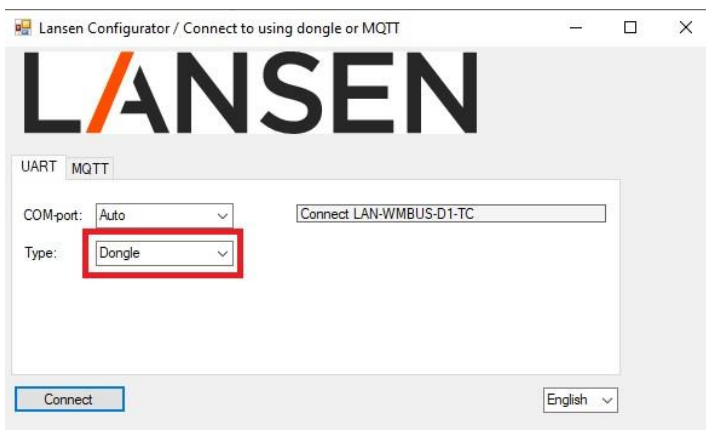 Lansen Configurator / Connect to using dongle or MQTT
LANSEN
UART MQTT
COM-port: Auto Connect LAN-WMBUS-D1-TC
Type: Dongle
Connect English